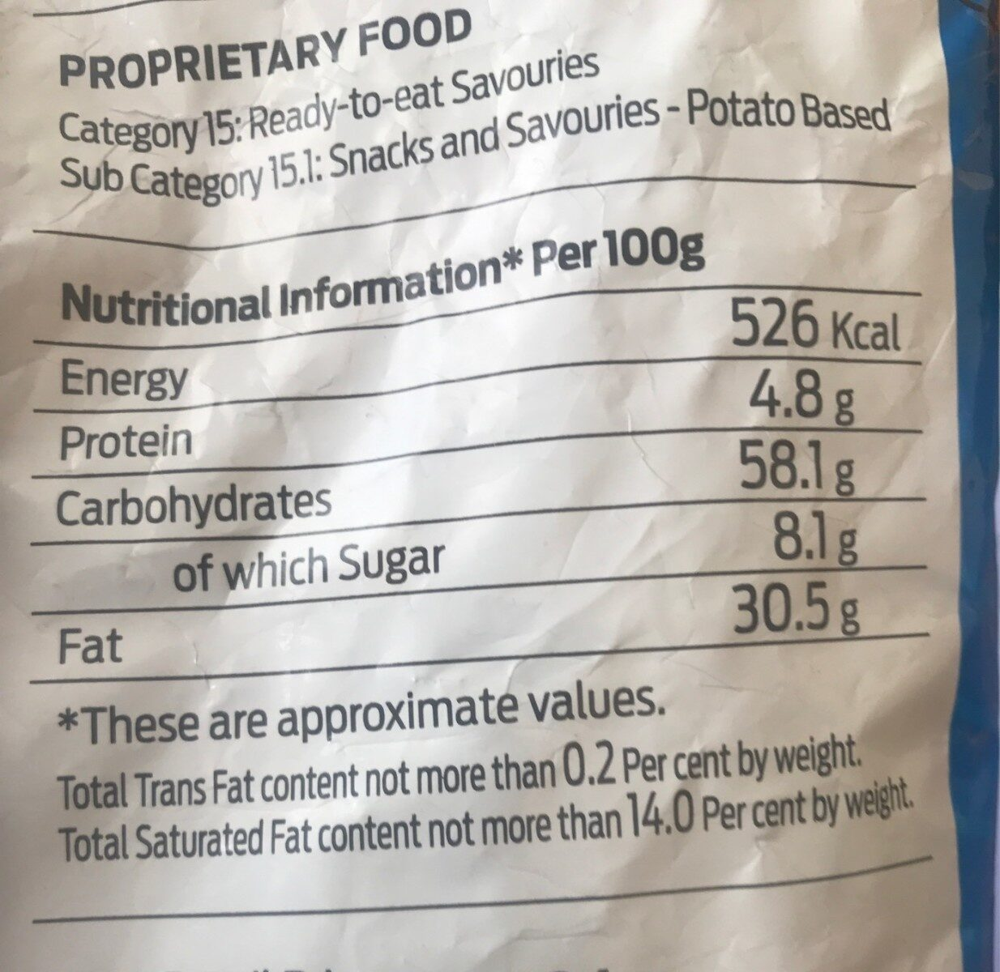 PROPRIETARY FOOD
Category 15: Ready-to-eat Savouries
Sub Category 15.1: Snacks and Savouries - Potato Based
Nutritional Information* Per 100g
Energy 526 Kcal
Protein 4.8 g
Carbohydrates 58.1 g
of which Sugar 8.1 g
Fat 30.5 g
*These are approximate values.
Total Trans Fat content not more than 0.2 Per cent by weight.
Total Saturated Fat content not more than 14.0 Per cent by weight.